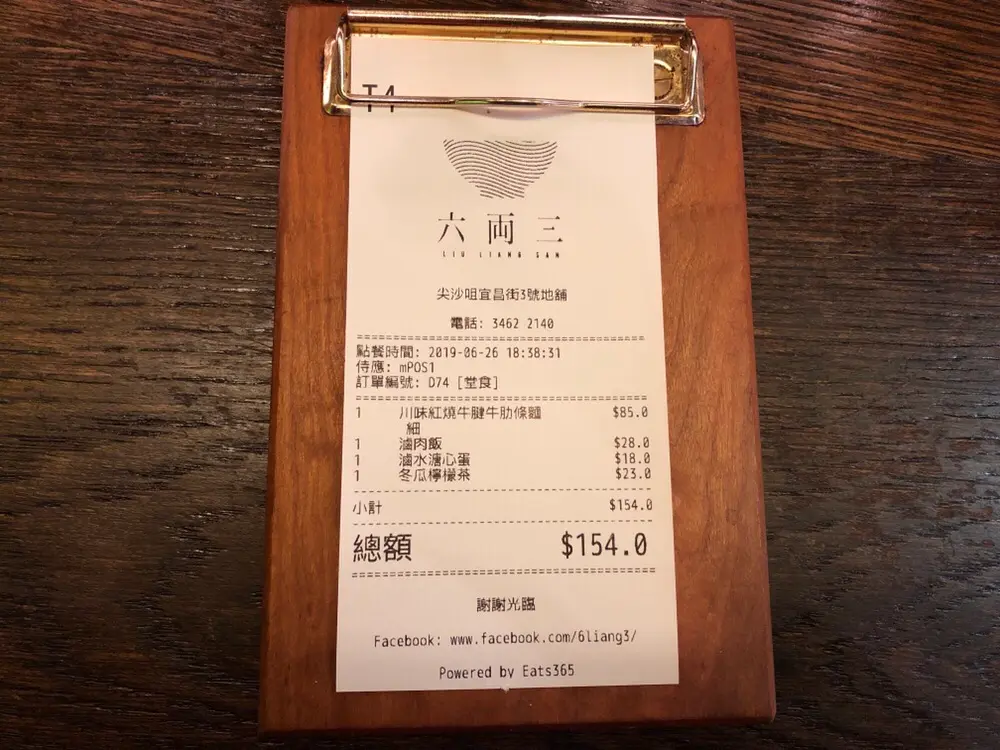 T4
六両三
LIU LIANG SAN
尖沙咀宜昌街3號地舖
電話: 3462 2140
點餐時間: 2019-06-26 18:38:31
侍應: mPOS1
訂單編號: D74 [堂食]
1 川味紅燒牛腱牛肋條麵 $85.0
細
1 滷肉飯 $28.0
1 滷水溏心蛋 $18.0
1 冬瓜檸檬茶 $23.0
小計 $154.0
總額 $154.0
謝謝光臨
Facebook: www.facebook.com/6liang3/
Powered by Eats365